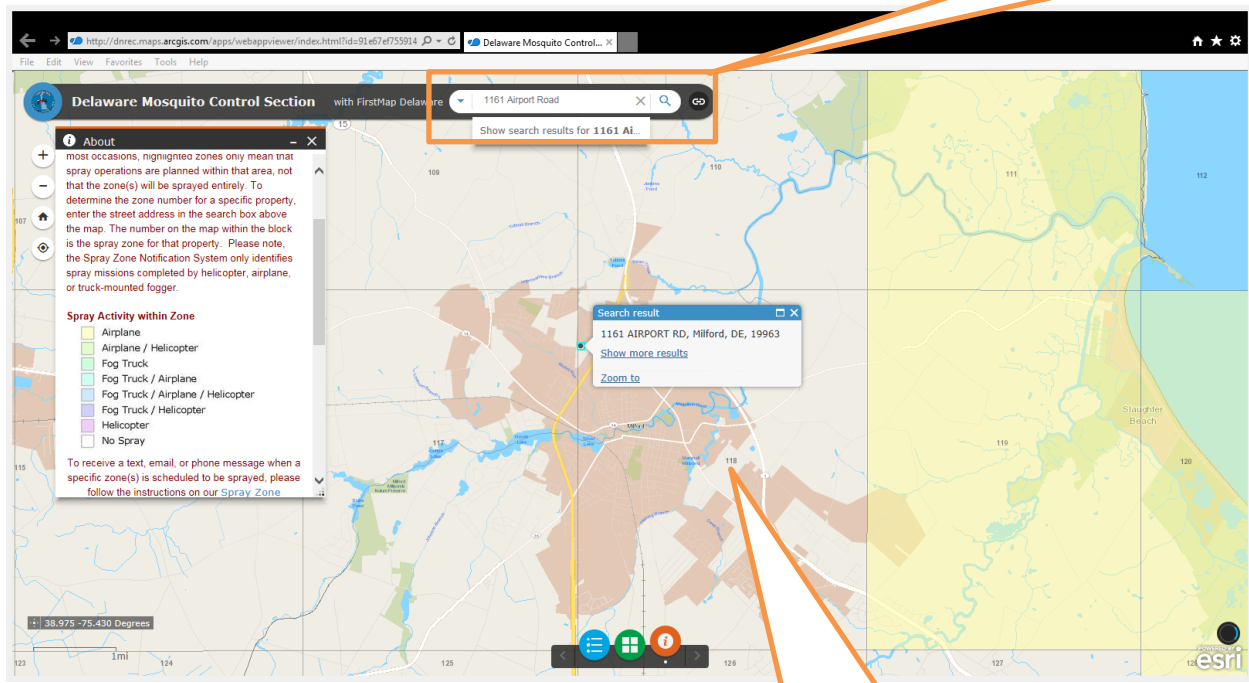 http://dnrec.maps.arcgis.com/apps/webappviewer/index.html?id=91e67ef755914
Delaware Mosquito Control...
File Edit View Favorites Tools Help
Delaware Mosquito Control Section with FirstMap Delaware
1161 Airport Road
Show search results for 1161 Ai...
About
most occasions, highlighted zones only mean that
spray operations are planned within that area, not
that the zone(s) will be sprayed entirely. To
determine the zone number for a specific property,
enter the street address in the search box above
the map. The number on the map within the block
is the spray zone for that property. Please note,
the Spray Zone Notification System only identifies
spray missions completed by helicopter, airplane,
or truck-mounted fogger.
Spray Activity within Zone
Airplane
Airplane / Helicopter
Fog Truck
Fog Truck / Airplane
Fog Truck / Airplane / Helicopter
Fog Truck / Helicopter
Helicopter
No Spray
To receive a text, email, or phone message when a
specific zone(s) is scheduled to be sprayed, please
follow the instructions on our Spray Zone
Search result
1161 AIRPORT RD, Milford, DE, 19963
Show more results
Zoom to
15
107
109
110
111
112
115
117
Milford
118
119
120
Slaughter
Beach
38.975 -75.430 Degrees
1mi
123
124
125
126
127
POWERED BY
esri